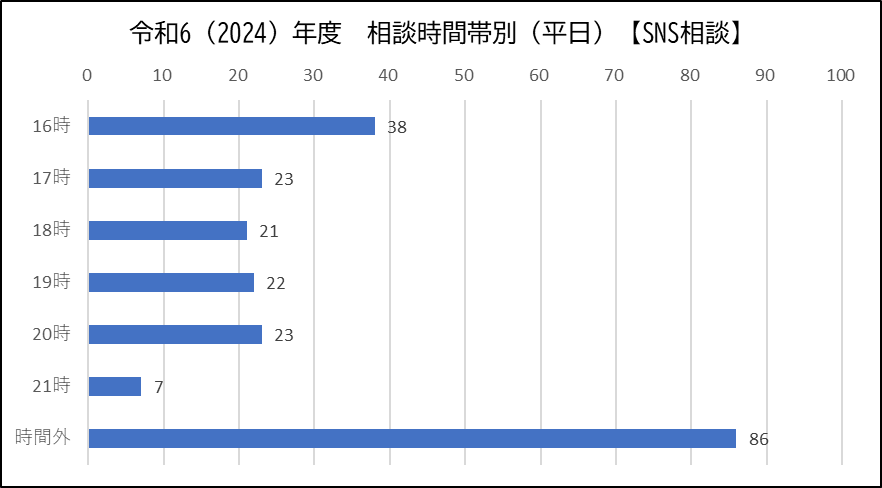 令和6（2024）年度　相談時間帯別（平日）【SNS相談】
0 10 20 30 40 50 60 70 80 90 100
16時 38
17時 23
18時 21
19時 22
20時 23
21時 7
時間外 86